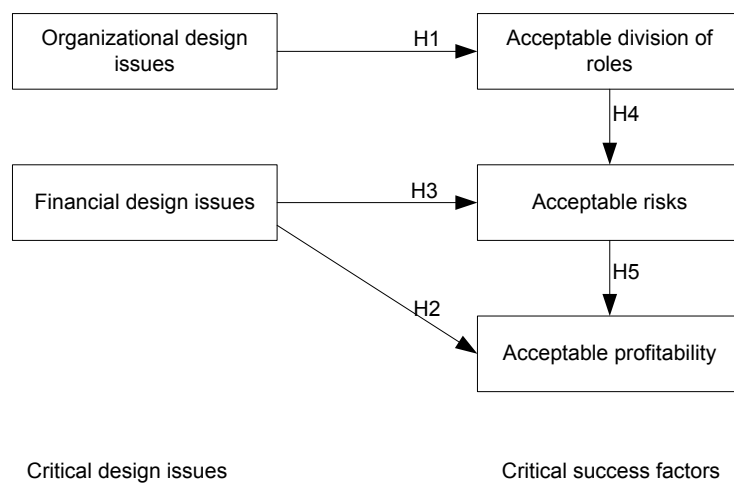 Organizational design
issues
H1
Acceptable division of
roles
H4
Financial design issues
H3
Acceptable risks
H5
H2
Acceptable profitability
Critical design issues
Critical success factors